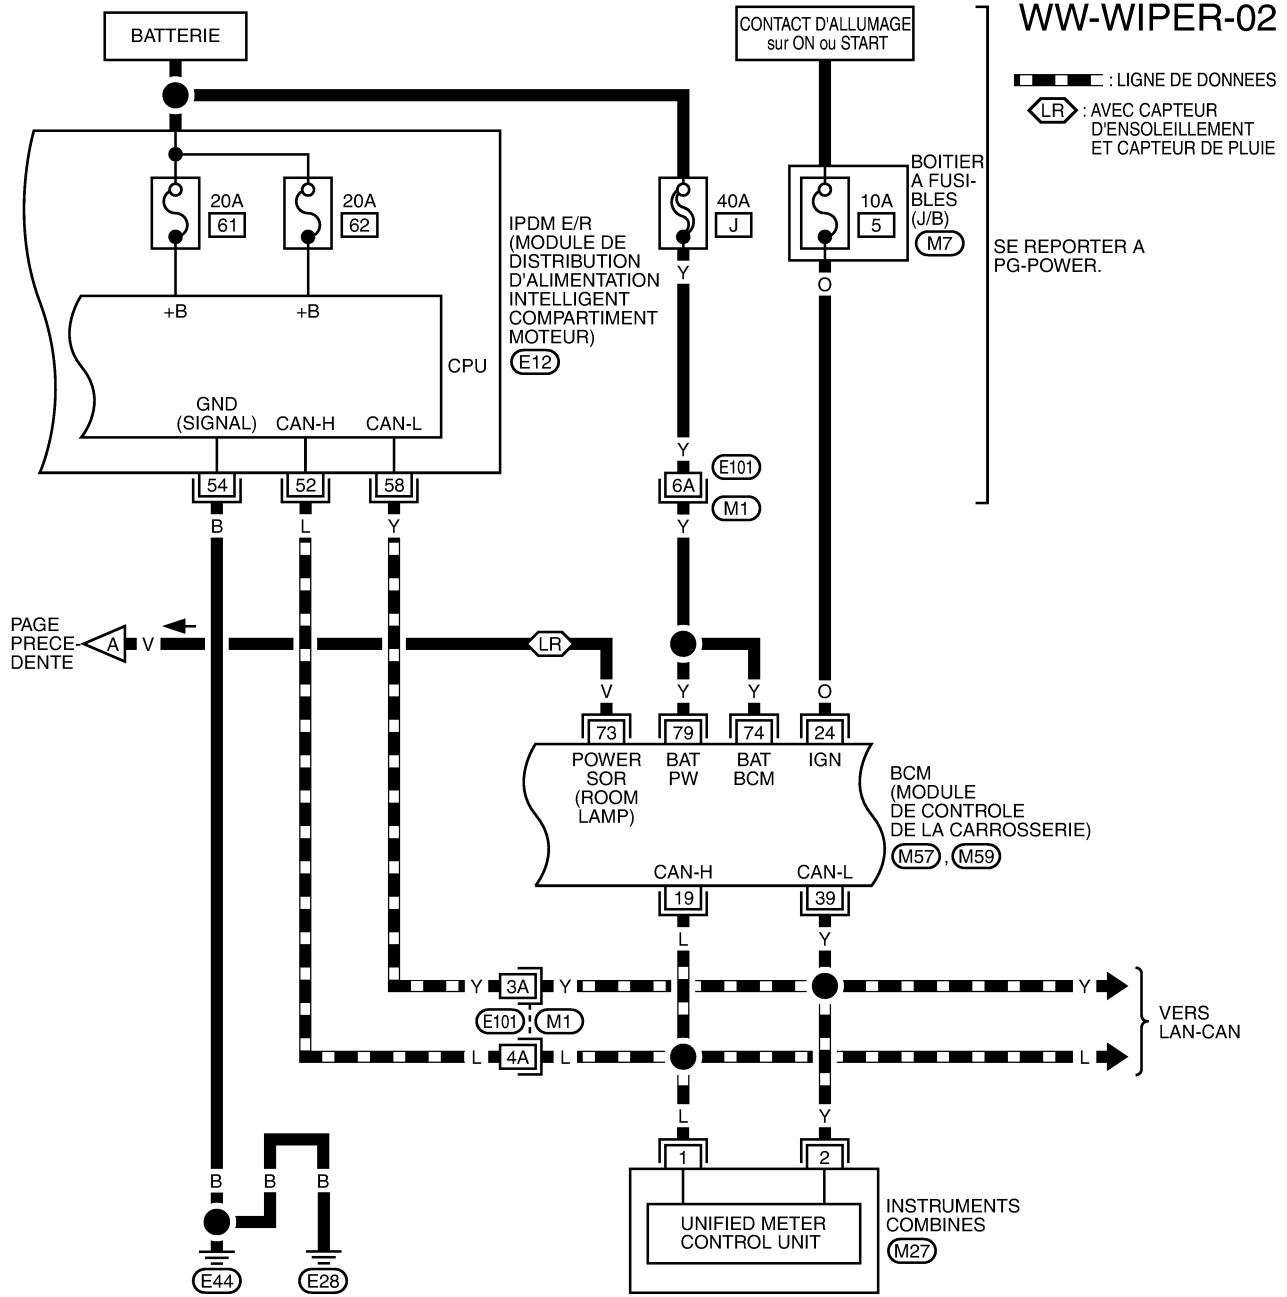 WW-WIPER-02
BATTERIE
CONTACT D'ALLUMAGE
sur ON ou START
: LIGNE DE DONNEES
LR : AVEC CAPTEUR
D'ENSOLEILLEMENT
ET CAPTEUR DE PLUIE
20A
61
20A
62
40A
J
10A
5
BOITIER
A FUSI-
BLES
(J/B)
M7
SE REPORTER A
PG-POWER.
IPDM E/R
(MODULE DE
DISTRIBUTION
D'ALIMENTATION
INTELLIGENT
COMPARTIMENT
MOTEUR)
E12
Y
O
+B
+B
CPU
GND
(SIGNAL)
CAN-H
CAN-L
54
52
58
B
L
Y
Y
E101
6A
M1
Y
PAGE
PRECE-
DENTE
A
V
LR
V
Y
Y
O
73
79
74
24
POWER
SOR
(ROOM
LAMP)
BAT
PW
BAT
BCM
IGN
BCM
(MODULE
DE CONTROLE
DE LA CARROSSERIE)
M57 , M59
CAN-H
CAN-L
19
39
L
Y
Y
3A
Y
Y
E101
M1
L
4A
L
L
VERS
LAN-CAN
L
Y
1
2
B
B
B
UNIFIED METER
CONTROL UNIT
INSTRUMENTS
COMBINES
M27
E44
E28